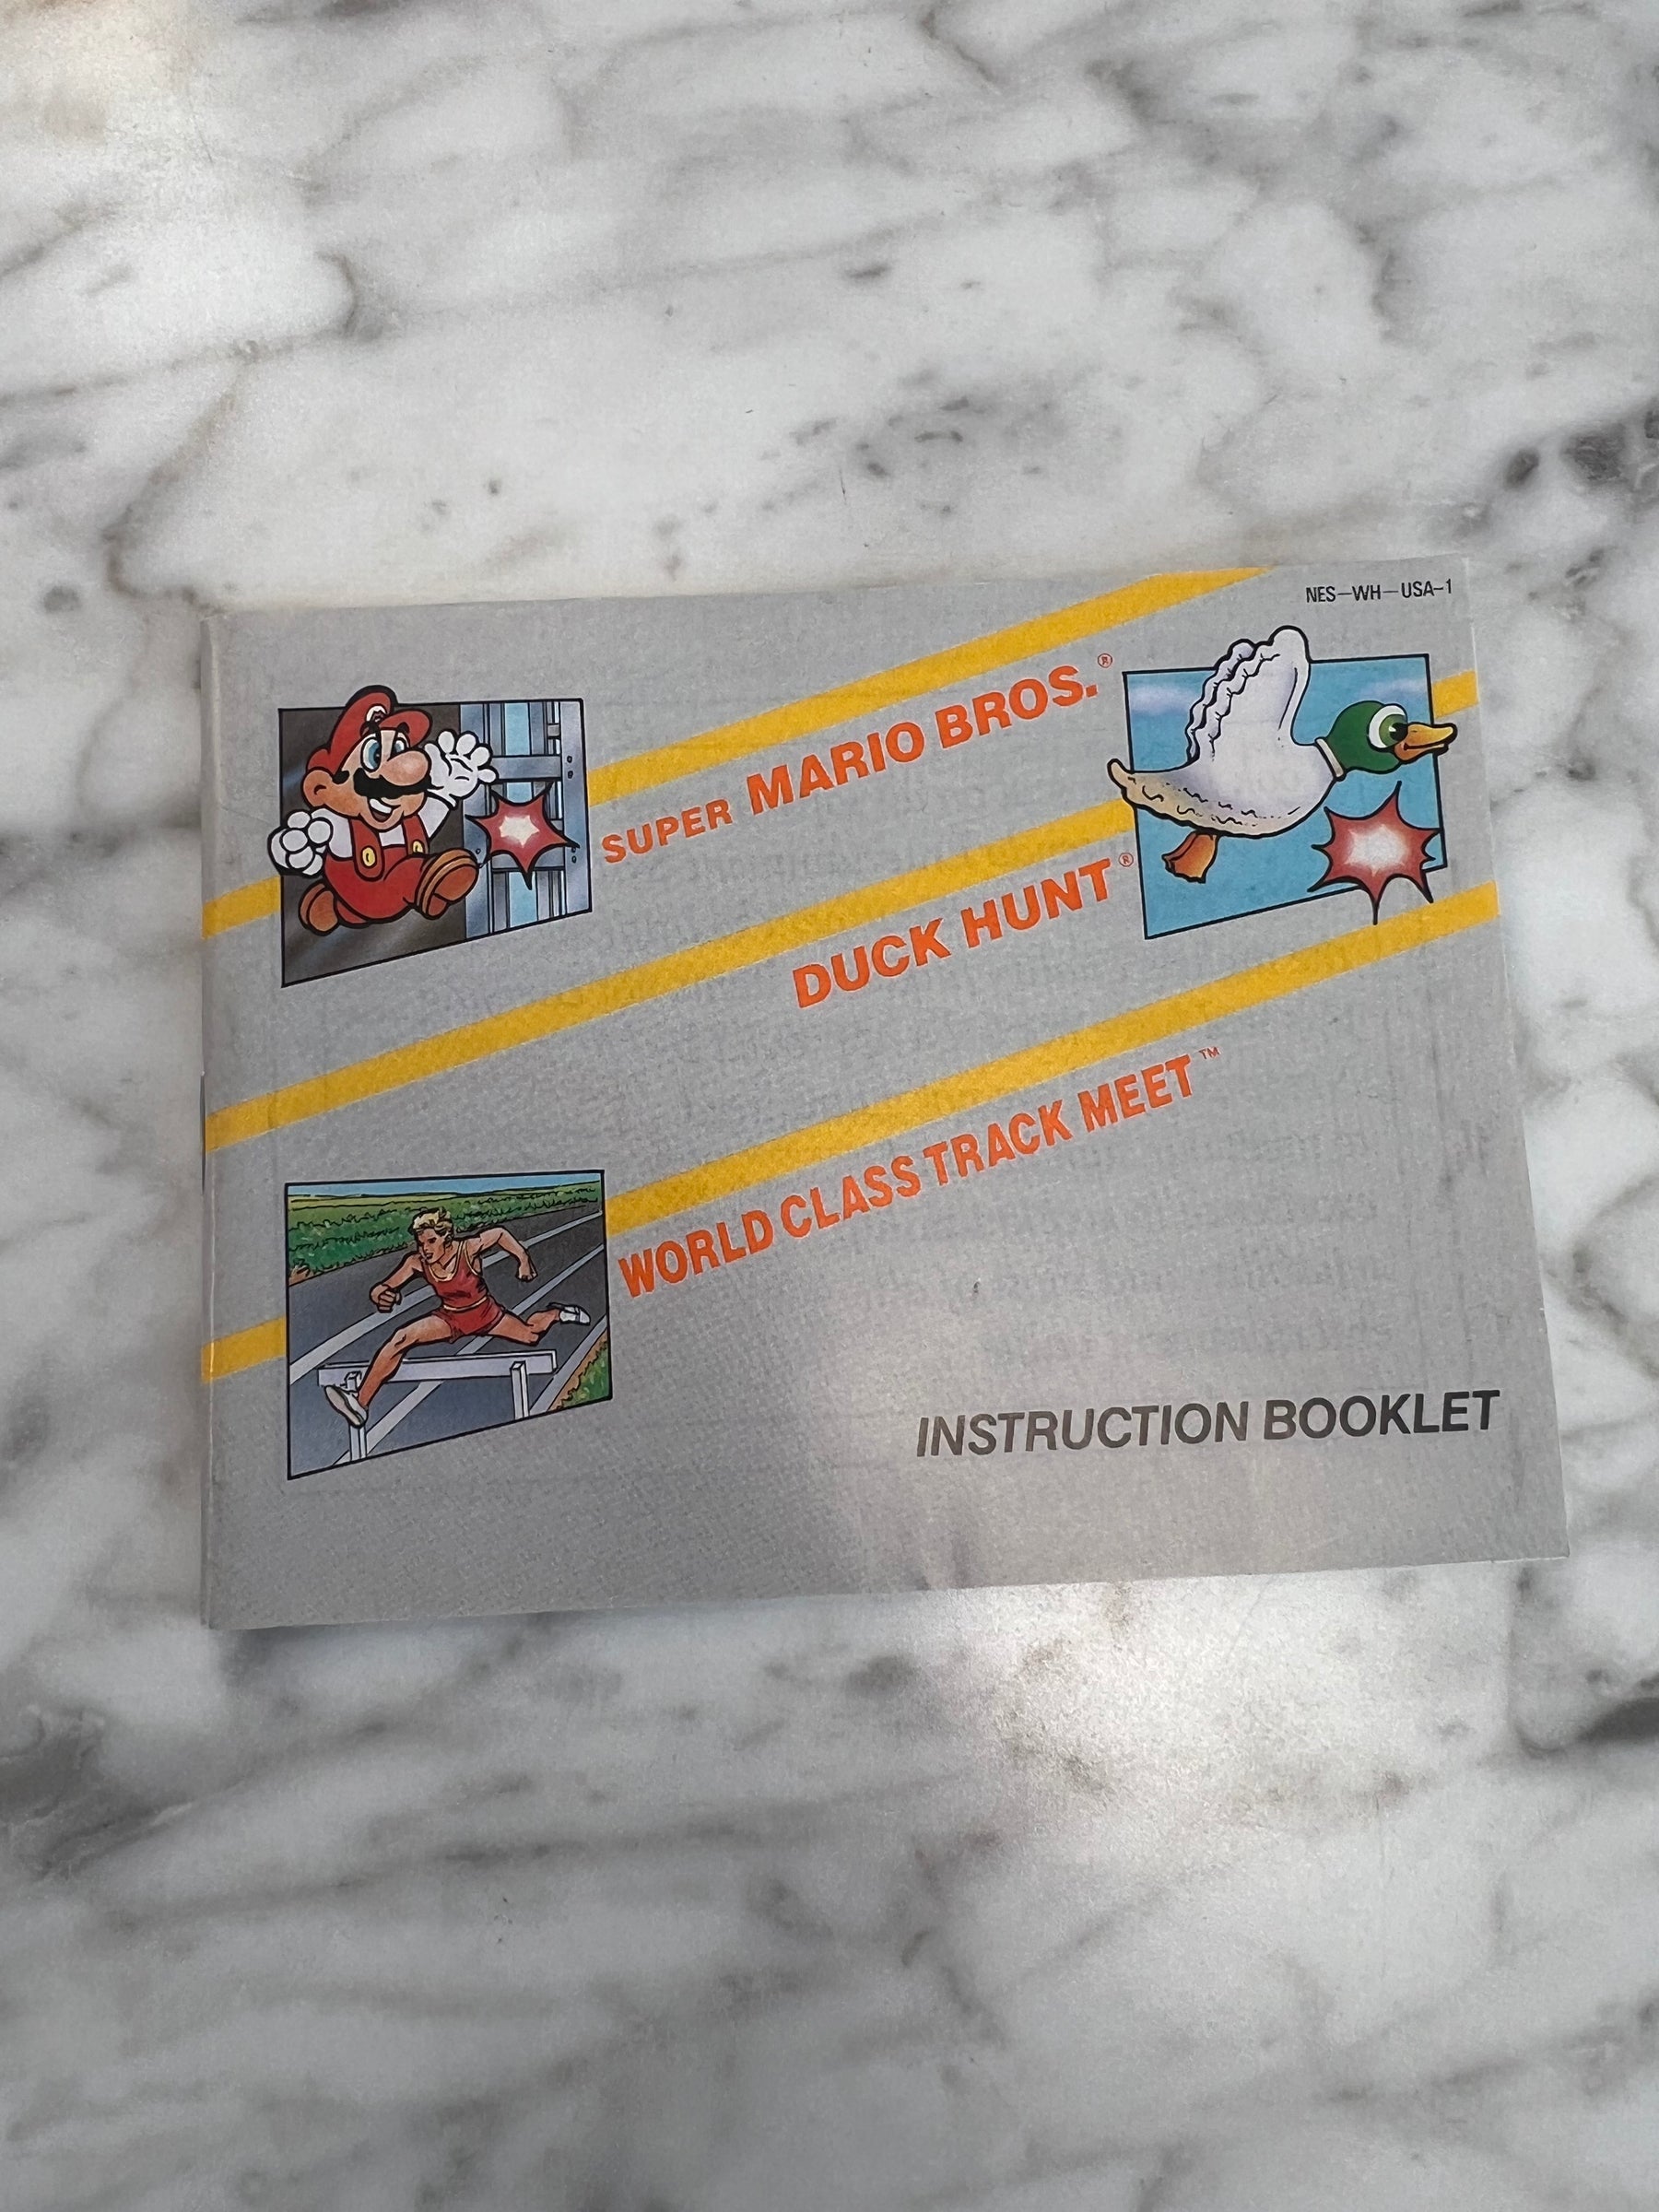 NES-WH-USA-1
SUPER MARIO BROS.®
DUCK HUNT®
WORLD CLASS TRACK MEET™
INSTRUCTION BOOKLET